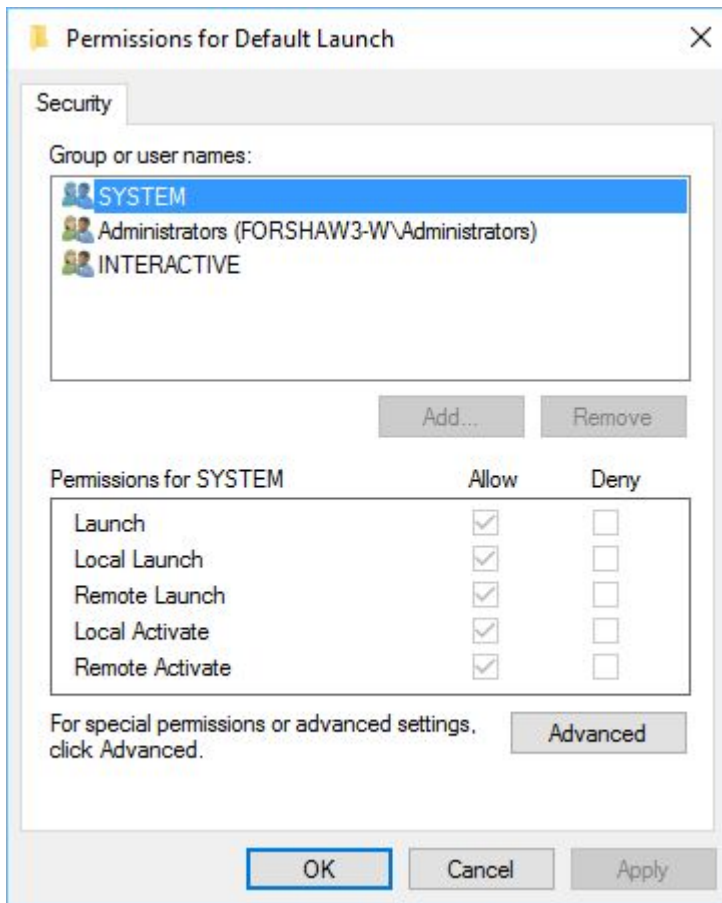 Permissions for Default Launch
Security
Group or user names:
SYSTEM
Administrators (FORSHAW3-W\Administrators)
INTERACTIVE
Add... Remove
Permissions for SYSTEM Allow Deny
Launch
Local Launch
Remote Launch
Local Activate
Remote Activate
For special permissions or advanced settings,
click Advanced.
Advanced
OK Cancel Apply